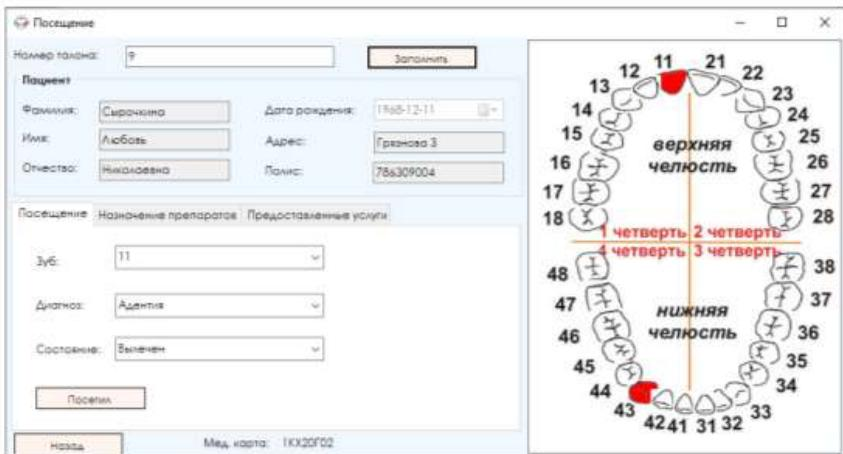 Посещение
Номер талона: 9 Заполнить
Пациент
Фамилия: Сырочкина Дата рождения: 1968-12-11
Имя: Любовь Адрес: Грязнова 3
Отчество: Николаевна Полис: 786309004
Посещение Назначение препаратов Предоставленные услуги
Зуб: 11
Диагноз: Адентия
Состояние: Вылечен
Посетил
Назад Мед. карта: 1КХ20Г02
11 21
12 22
13 23
14 24
15 25
верхняя
челюсть
16 26
17 27
18 28
1 четверть 2 четверть
4 четверть 3 четверть
48 38
47 37
нижняя
челюсть
46 36
45 35
44 34
43 33
42 41 31 32